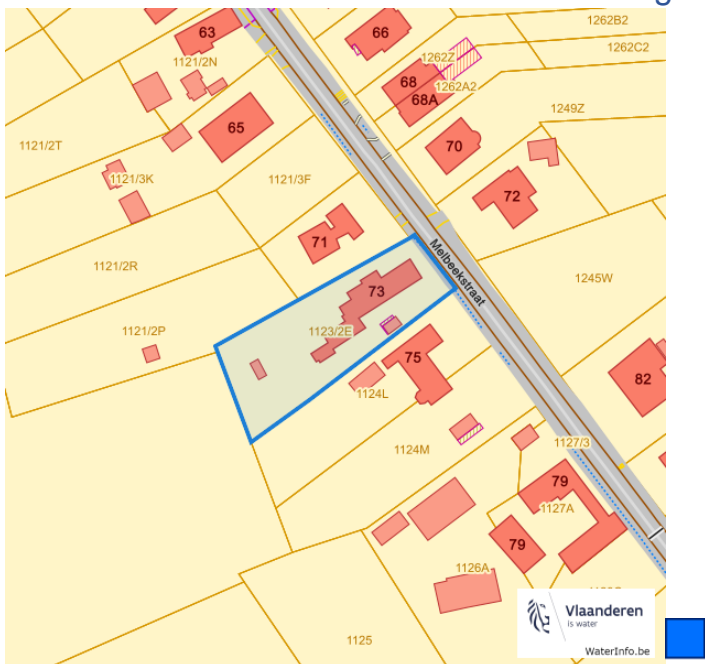 63
66
1262B2
1262C2
1121/2N
1262Z
68
1262A2
68A
1249Z
65
1121/2T
70
1121/3K
1121/3F
72
71
Melbeekstraat
1121/2R
1245W
73
1121/2P
1123/2E
75
82
1124L
1127/3
1124M
79
1127A
79
1126A
1125
Vlaanderen
is water
WaterInfo.be